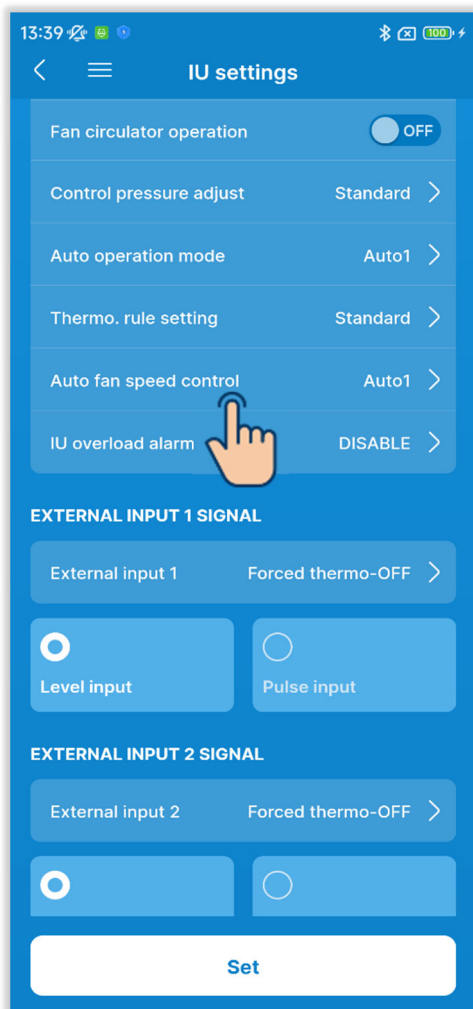 13:39
100
IU settings
Fan circulator operation OFF
Control pressure adjust Standard
Auto operation mode Auto1
Thermo. rule setting Standard
Auto fan speed control Auto1
IU overload alarm DISABLE
EXTERNAL INPUT 1 SIGNAL
External input 1 Forced thermo-OFF
Level input Pulse input
EXTERNAL INPUT 2 SIGNAL
External input 2 Forced thermo-OFF
Set